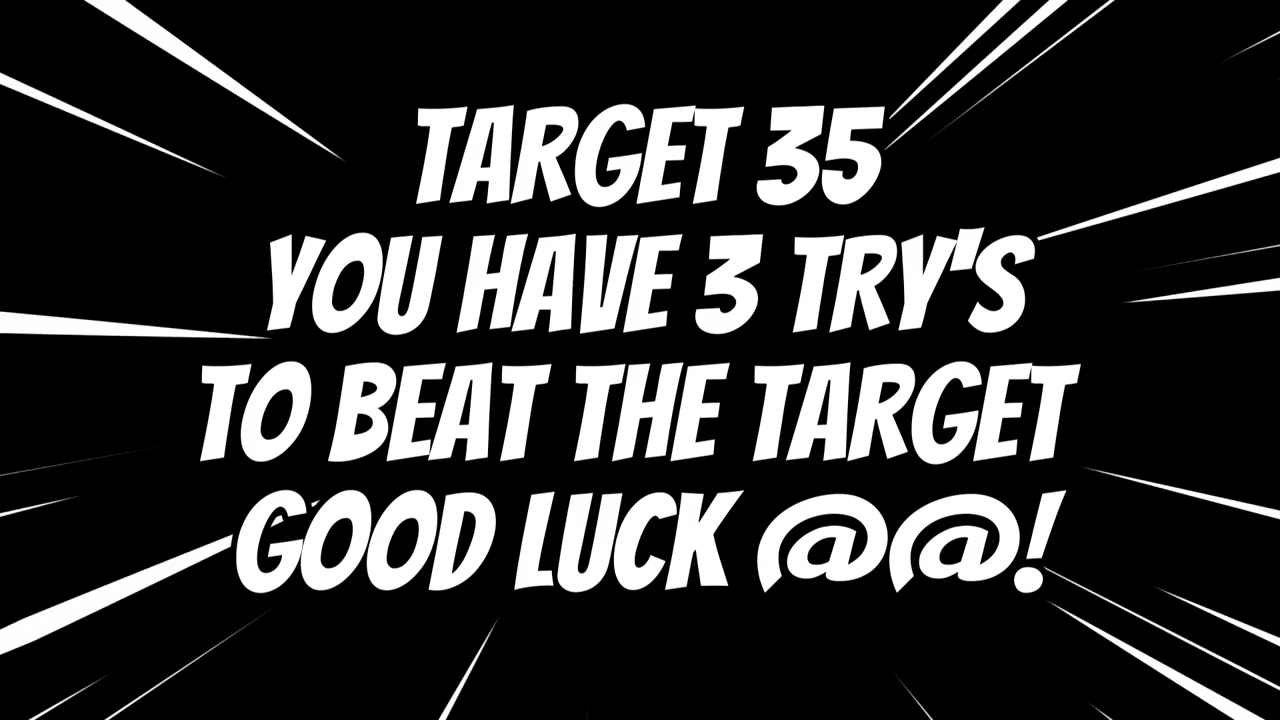 TARGET 35
YOU HAVE 3 TRY'S
TO BEAT THE TARGET
GOOD LUCK @@!